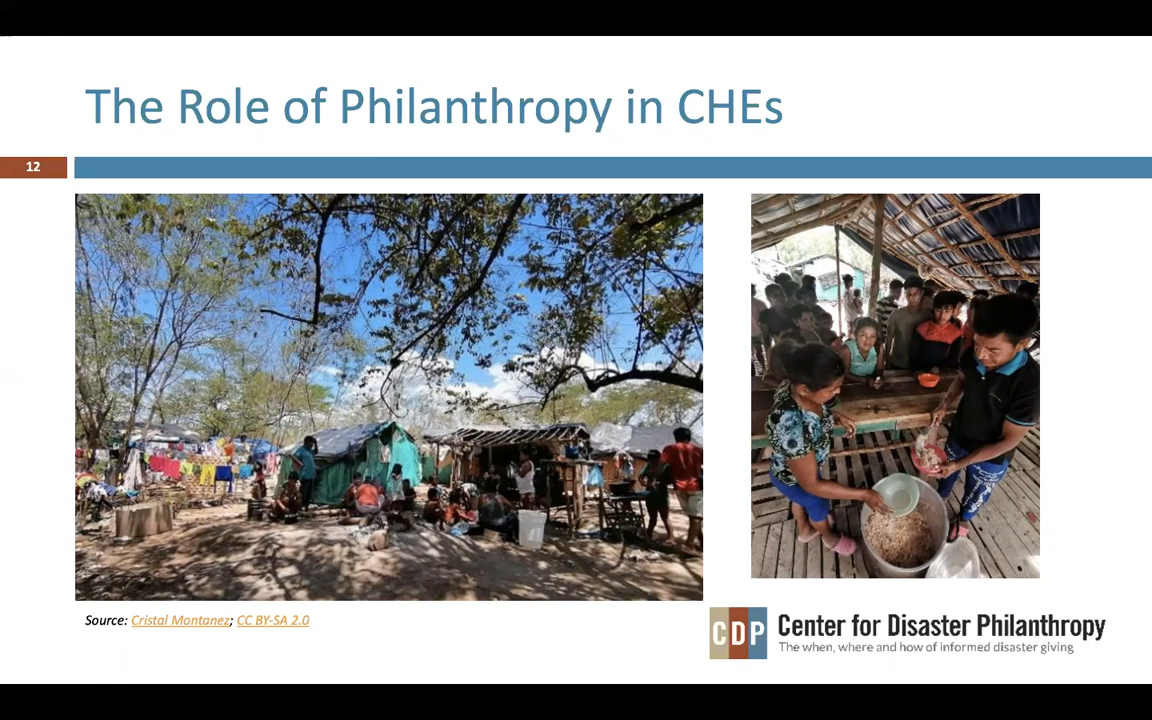 The Role of Philanthropy in CHEs
12
Source: Cristal Montanez; CC BY-SA 2.0
CDP
Center for Disaster Philanthropy
The when, where and how of informed disaster giving